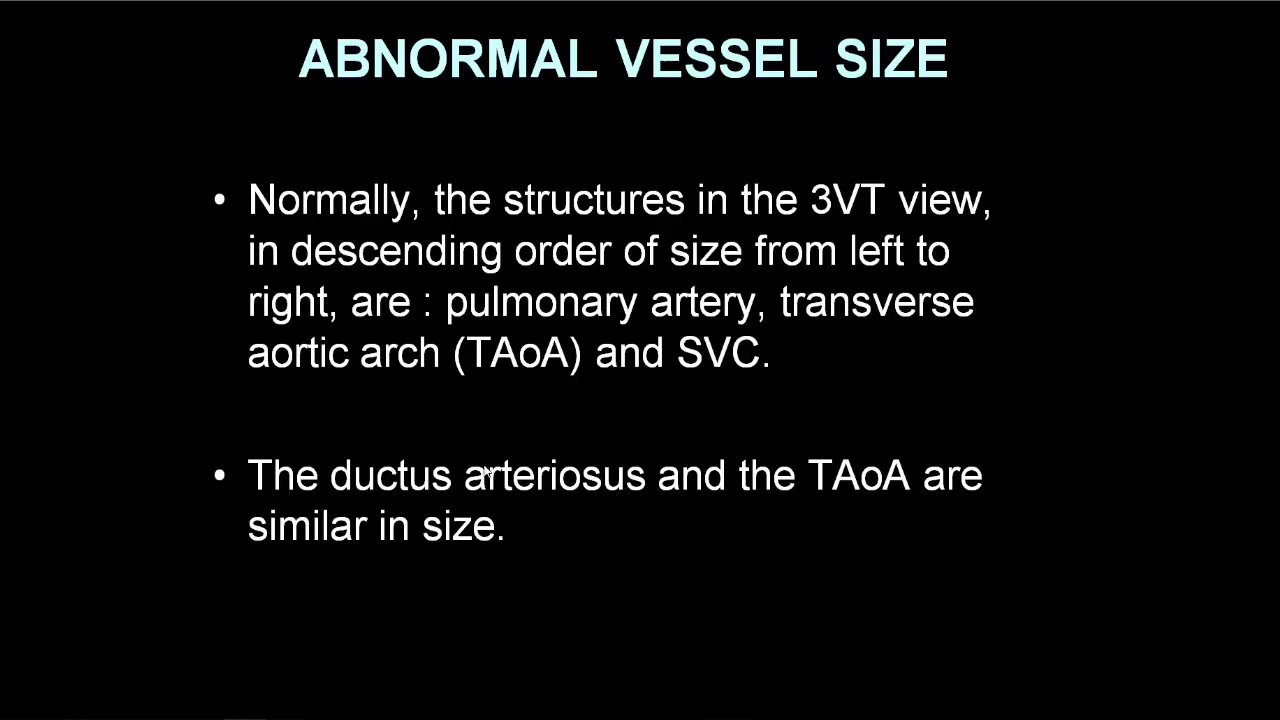 ABNORMAL VESSEL SIZE
• Normally, the structures in the 3VT view,
in descending order of size from left to
right, are : pulmonary artery, transverse
aortic arch (TAoA) and SVC.
• The ductus arteriosus and the TAoA are
similar in size.